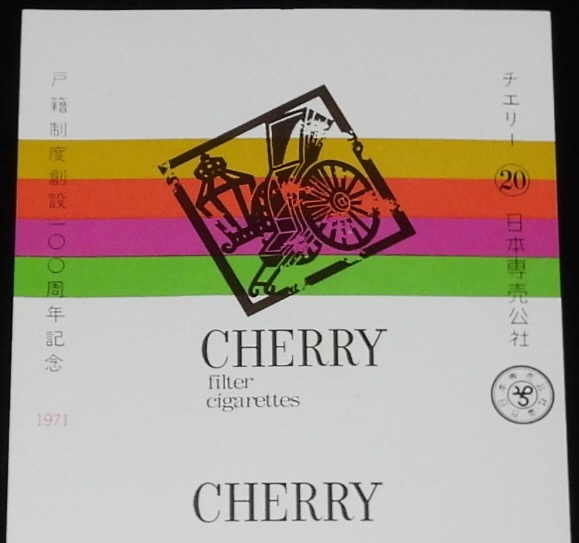 戸籍制度創設一〇〇周年記念
1971
チェリー 20 日本専売公社
CHERRY
filter
cigarettes
CHERRY